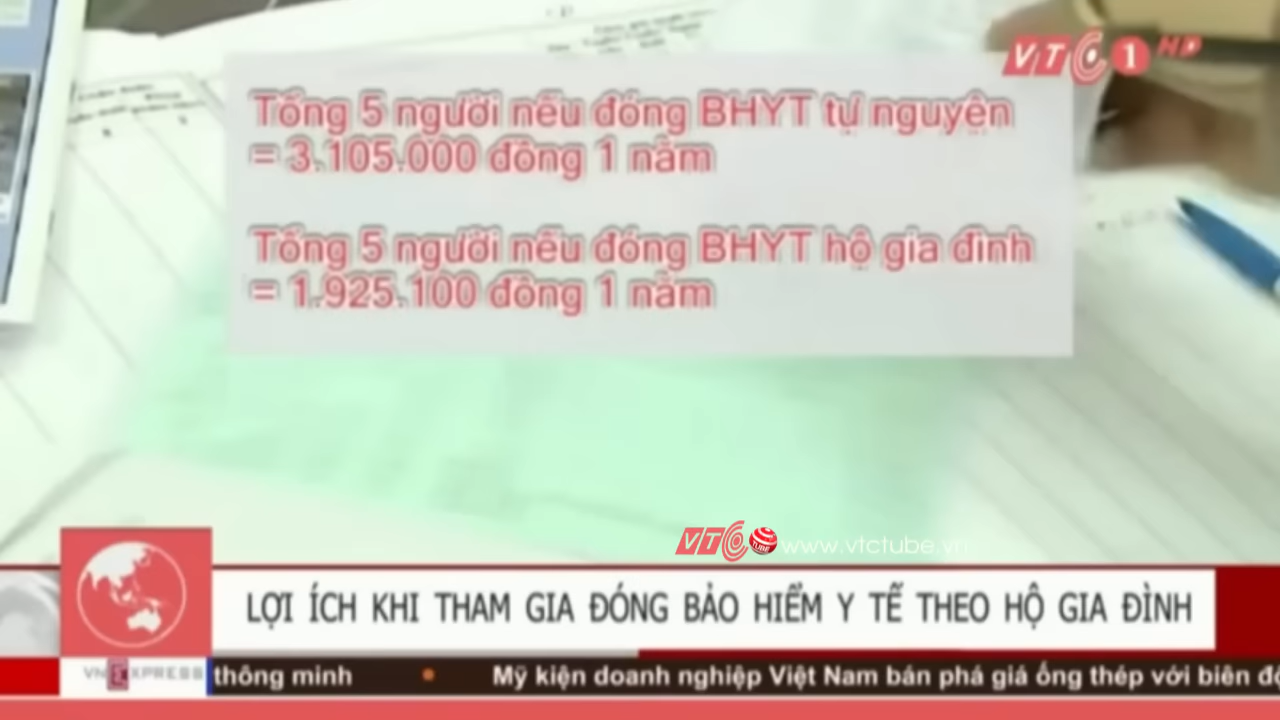 VTC 1 HD
Tổng 5 người nếu đóng BHYT tự nguyện
= 3.105.000 đồng 1 năm
Tổng 5 người nếu đóng BHYT hộ gia đình
= 1.925.100 đồng 1 năm
VTC TUBE www.vtctube.vn
LỢI ÍCH KHI THAM GIA ĐÓNG BẢO HIỂM Y TẾ THEO HỘ GIA ĐÌNH
VNEXPRESS thông minh • Mỹ kiện doanh nghiệp Việt Nam bán phá giá ống thép với biên